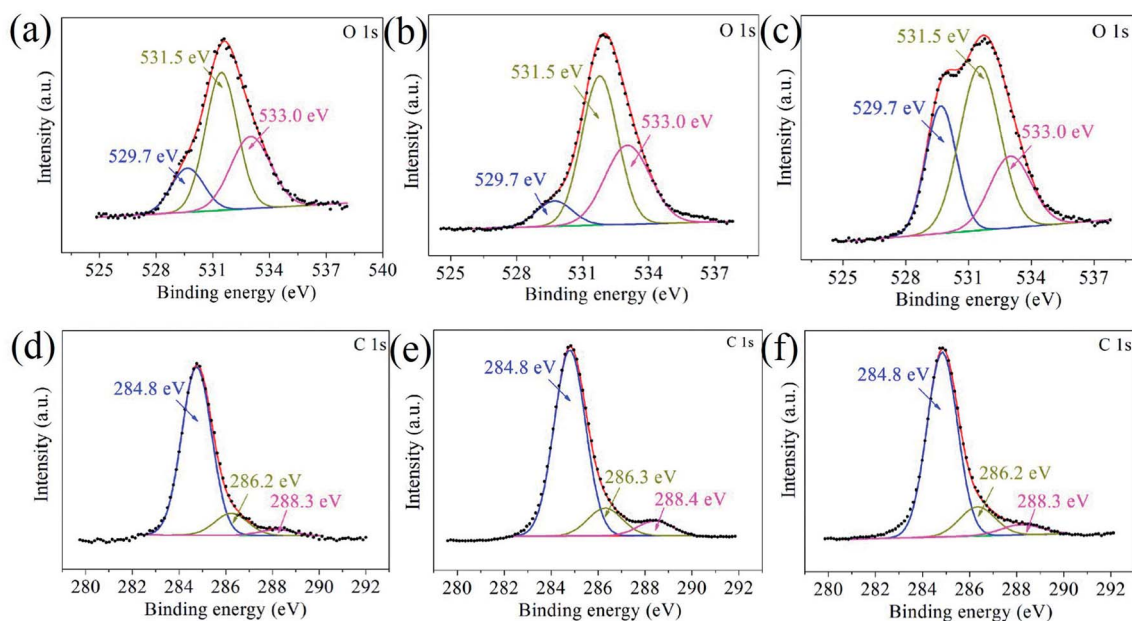 (a)
O 1s
531.5 eV
533.0 eV
529.7 eV
Intensity (a.u.)
525 528 531 534 537 540
Binding energy (eV)
(b)
O 1s
531.5 eV
533.0 eV
529.7 eV
Intensity (a.u.)
525 528 531 534 537
Binding energy (eV)
(c)
O 1s
531.5 eV
529.7 eV
533.0 eV
Intensity (a.u.)
525 528 531 534 537
Binding energy (eV)
(d)
C 1s
284.8 eV
286.2 eV
288.3 eV
Intensity (a.u.)
280 282 284 286 288 290 292
Binding energy (eV)
(e)
C 1s
284.8 eV
286.3 eV
288.4 eV
Intensity (a.u.)
280 282 284 286 288 290 292
Binding energy (eV)
(f)
C 1s
284.8 eV
286.2 eV
288.3 eV
Intensity (a.u.)
280 282 284 286 288 290 292
Binding energy (eV)